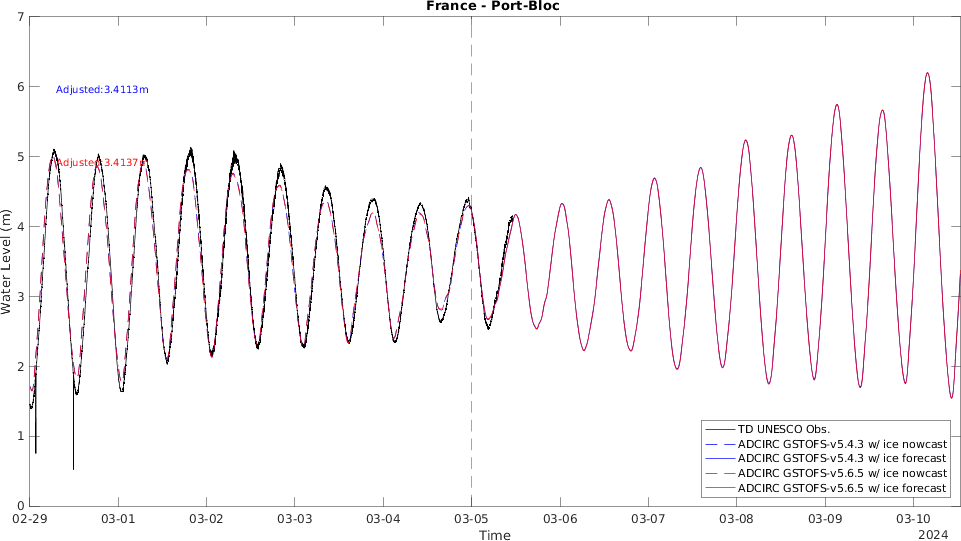 France - Port-Bloc
7
6
5
4
3
2
1
0
Water Level (m)
Adjusted:3.4113m
Adjusted:3.4137m
TD UNESCO Obs.
ADCIRC GSTOFS-v5.4.3 w/ ice nowcast
ADCIRC GSTOFS-v5.4.3 w/ ice forecast
ADCIRC GSTOFS-v5.6.5 w/ ice nowcast
ADCIRC GSTOFS-v5.6.5 w/ ice forecast
02-29 03-01 03-02 03-03 03-04 03-05 03-06 03-07 03-08 03-09 03-10
Time
2024